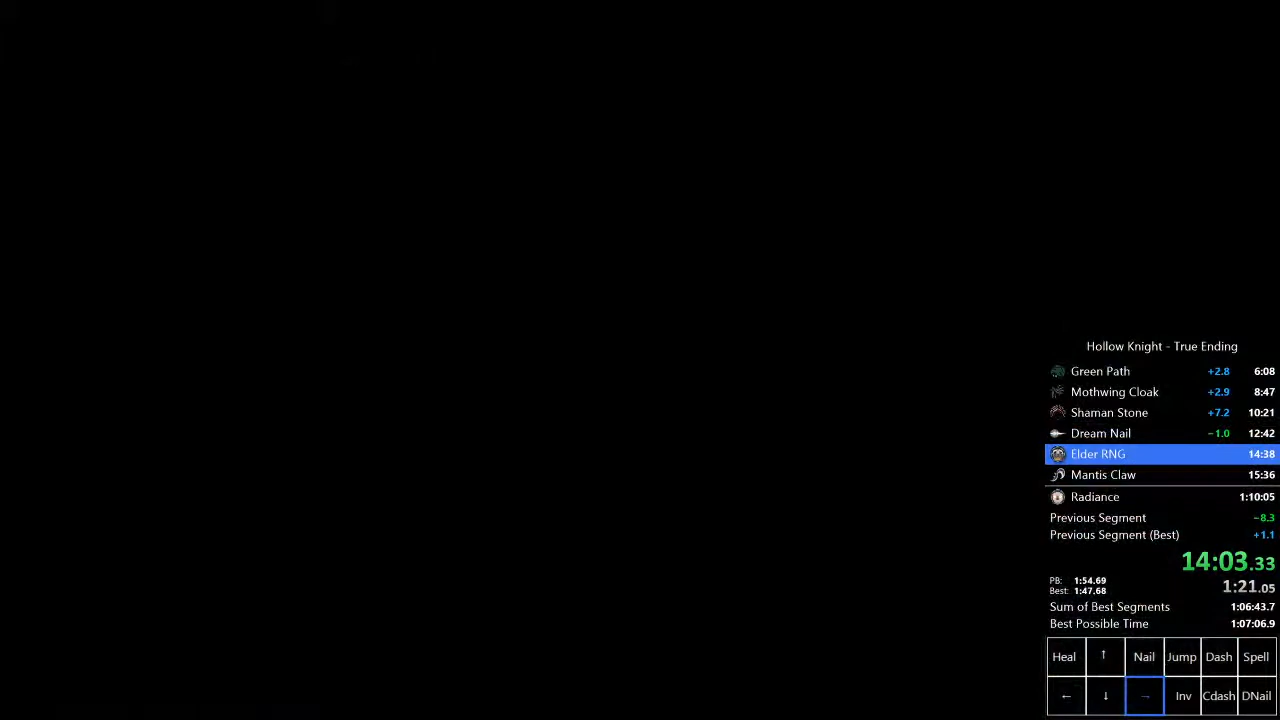 Hollow Knight - True Ending
Green Path +2.8 6:08
Mothwing Cloak +2.9 8:47
Shaman Stone +7.2 10:21
Dream Nail −1.0 12:42
Elder RNG 14:38
Mantis Claw 15:36
Radiance 1:10:05
Previous Segment −8.3
Previous Segment (Best) +1.1
14:03.33
PB: 1:54.69
Best: 1:47.68
1:21.05
Sum of Best Segments 1:06:43.7
Best Possible Time 1:07:06.9
Heal ↑ Nail Jump Dash Spell
← ↓ → Inv Cdash DNail